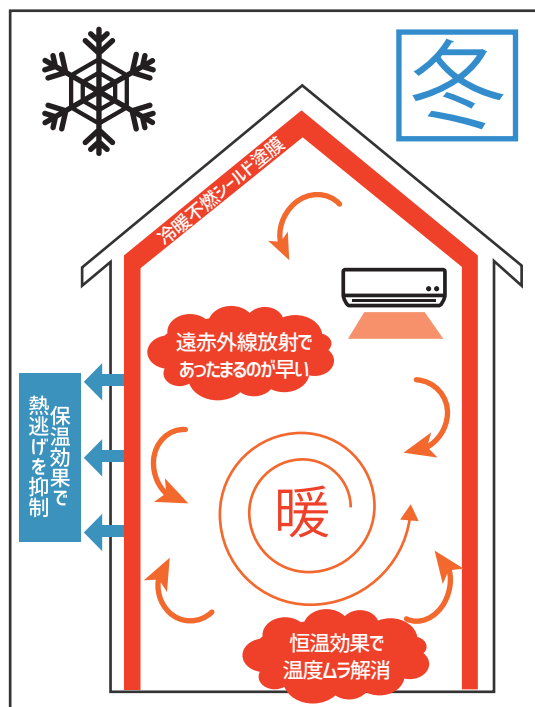 冬
冷暖不燃シールド塗膜
遠赤外線放射で
あったまるのが早い
保温効果で
熱逃げを抑制
暖
恒温効果で
温度ムラ解消